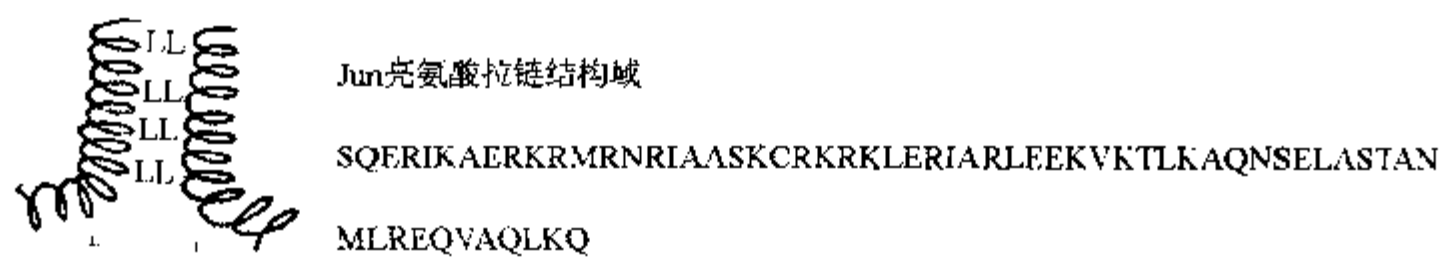 LL
LL
LL
LL
L
Jun亮氨酸拉链结构域
SQERIKAERKRMRNRIAASKCRKRKLERIARLEEKVKTLKAQNSELASTAN
MLREQVAQLKQ